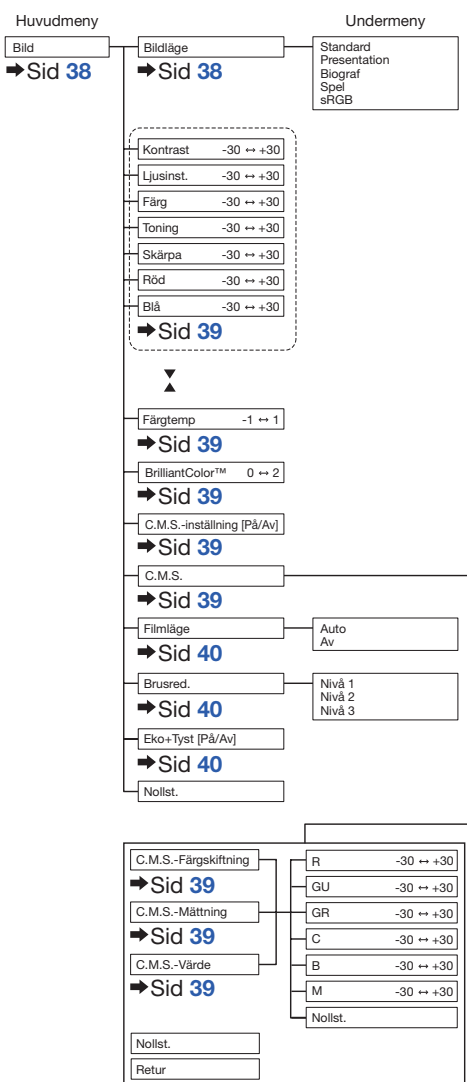 Huvudmeny
Undermeny
Bild
➡Sid 38
Bildläge
➡Sid 38
Standard
Presentation
Biograf
Spel
sRGB
Kontrast -30 ↔ +30
Ljusinst. -30 ↔ +30
Färg -30 ↔ +30
Toning -30 ↔ +30
Skärpa -30 ↔ +30
Röd -30 ↔ +30
Blå -30 ↔ +30
➡Sid 39
Färgtemp -1 ↔ 1
➡Sid 39
BrilliantColor™ 0 ↔ 2
➡Sid 39
C.M.S.-inställning [På/Av]
➡Sid 39
C.M.S.
➡Sid 39
Filmläge
➡Sid 40
Auto
Av
Brusred.
➡Sid 40
Nivå 1
Nivå 2
Nivå 3
Eko+Tyst [På/Av]
➡Sid 40
Nollst.
C.M.S.-Färgskiftning
➡Sid 39
C.M.S.-Mättning
➡Sid 39
C.M.S.-Värde
➡Sid 39
Nollst.
Retur
R -30 ↔ +30
GU -30 ↔ +30
GR -30 ↔ +30
C -30 ↔ +30
B -30 ↔ +30
M -30 ↔ +30
Nollst.